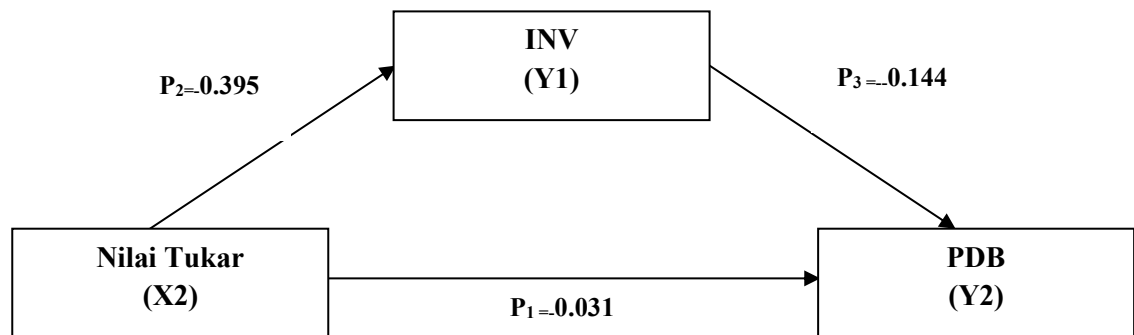 INV
(Y1)
P₂₌-0.395
P₃ ₌--0.144
Nilai Tukar
(X2)
PDB
(Y2)
P₁ ₌-0.031